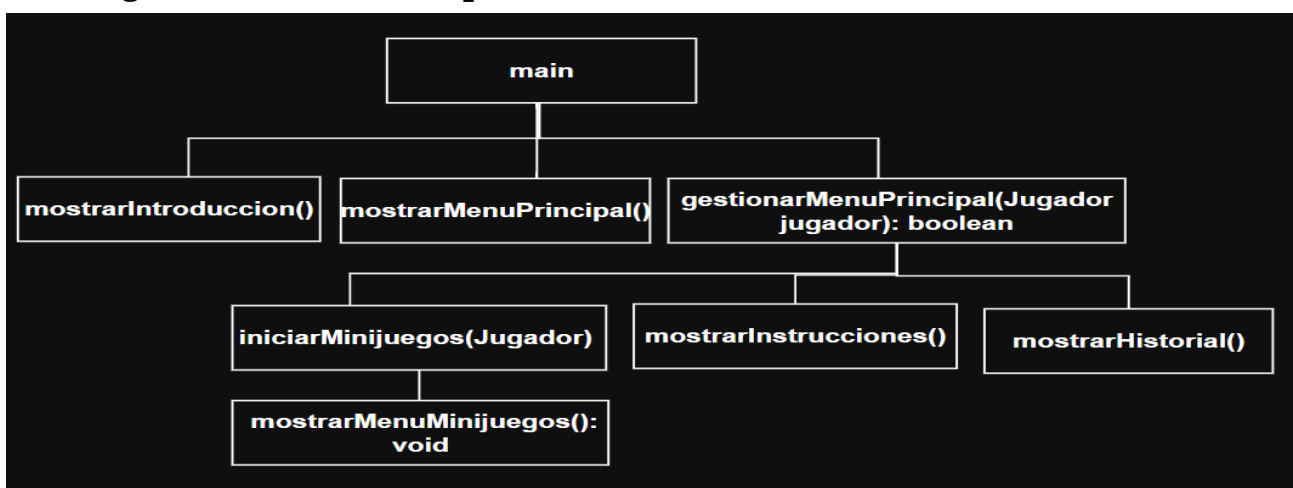 main
mostrarIntroduccion()
mostrarMenuPrincipal()
gestionarMenuPrincipal(Jugador
jugador): boolean
iniciarMinijuegos(Jugador)
mostrarInstrucciones()
mostrarHistorial()
mostrarMenuMinijuegos():
void